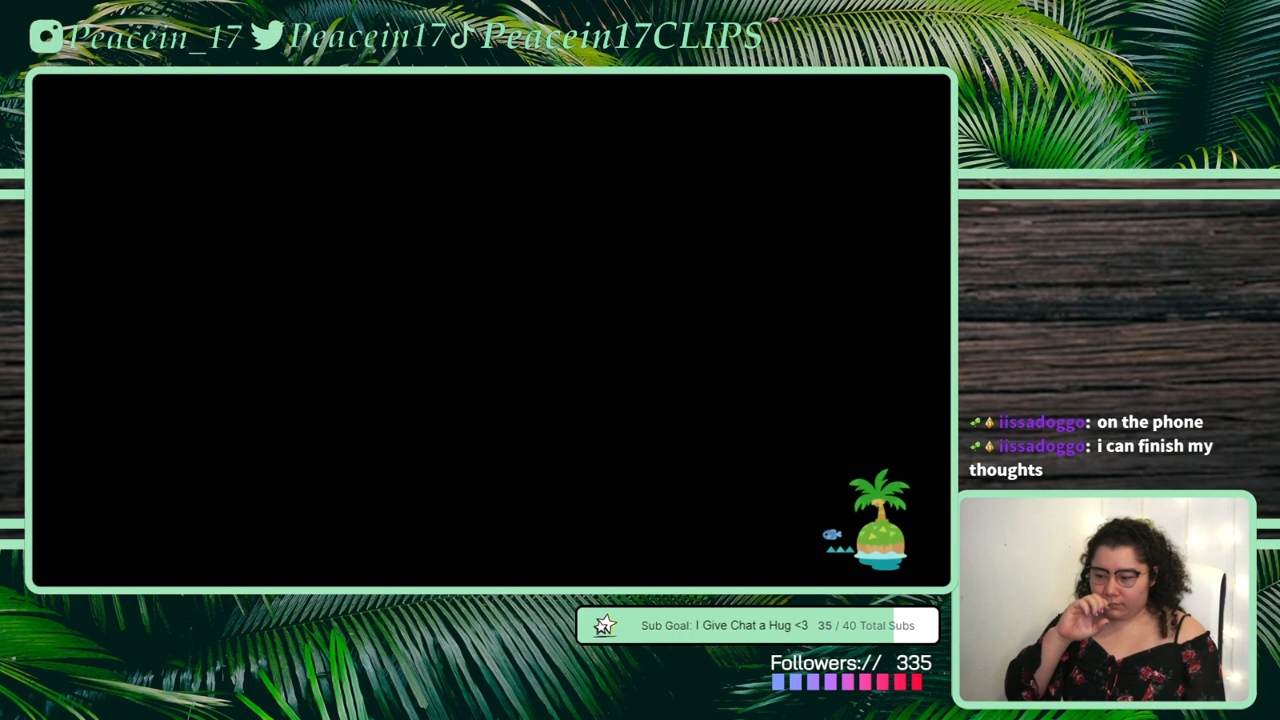 Peacein_17 Peacein17 Peacein17CLIPS
iissadoggo: on the phone
iissadoggo: i can finish my
thoughts
Sub Goal: I Give Chat a Hug <3 35 / 40 Total Subs
Followers:// 335